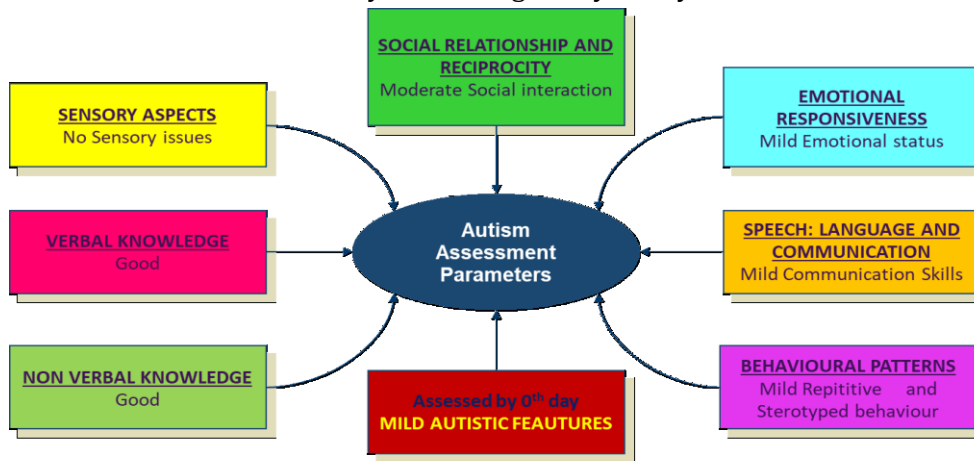 SOCIAL RELATIONSHIP AND
RECIPROCITY
Moderate Social interaction
SENSORY ASPECTS
No Sensory issues
EMOTIONAL
RESPONSIVENESS
Mild Emotional status
VERBAL KNOWLEDGE
Good
Autism
Assessment
Parameters
SPEECH: LANGUAGE AND
COMMUNICATION
Mild Communication Skills
NON VERBAL KNOWLEDGE
Good
Assessed by 0th day
MILD AUTISTIC FEAUTURES
BEHAVIOURAL PATTERNS
Mild Repititive and
Sterotyped behaviour